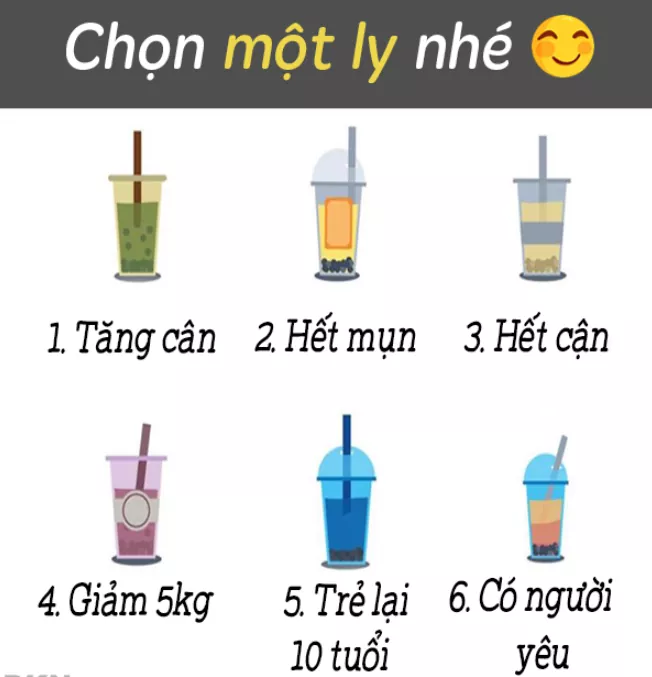 Chọn một ly nhé
1. Tăng cân
2. Hết mụn
3. Hết cận
4. Giảm 5kg
5. Trẻ lại
10 tuổi
6. Có người
yêu